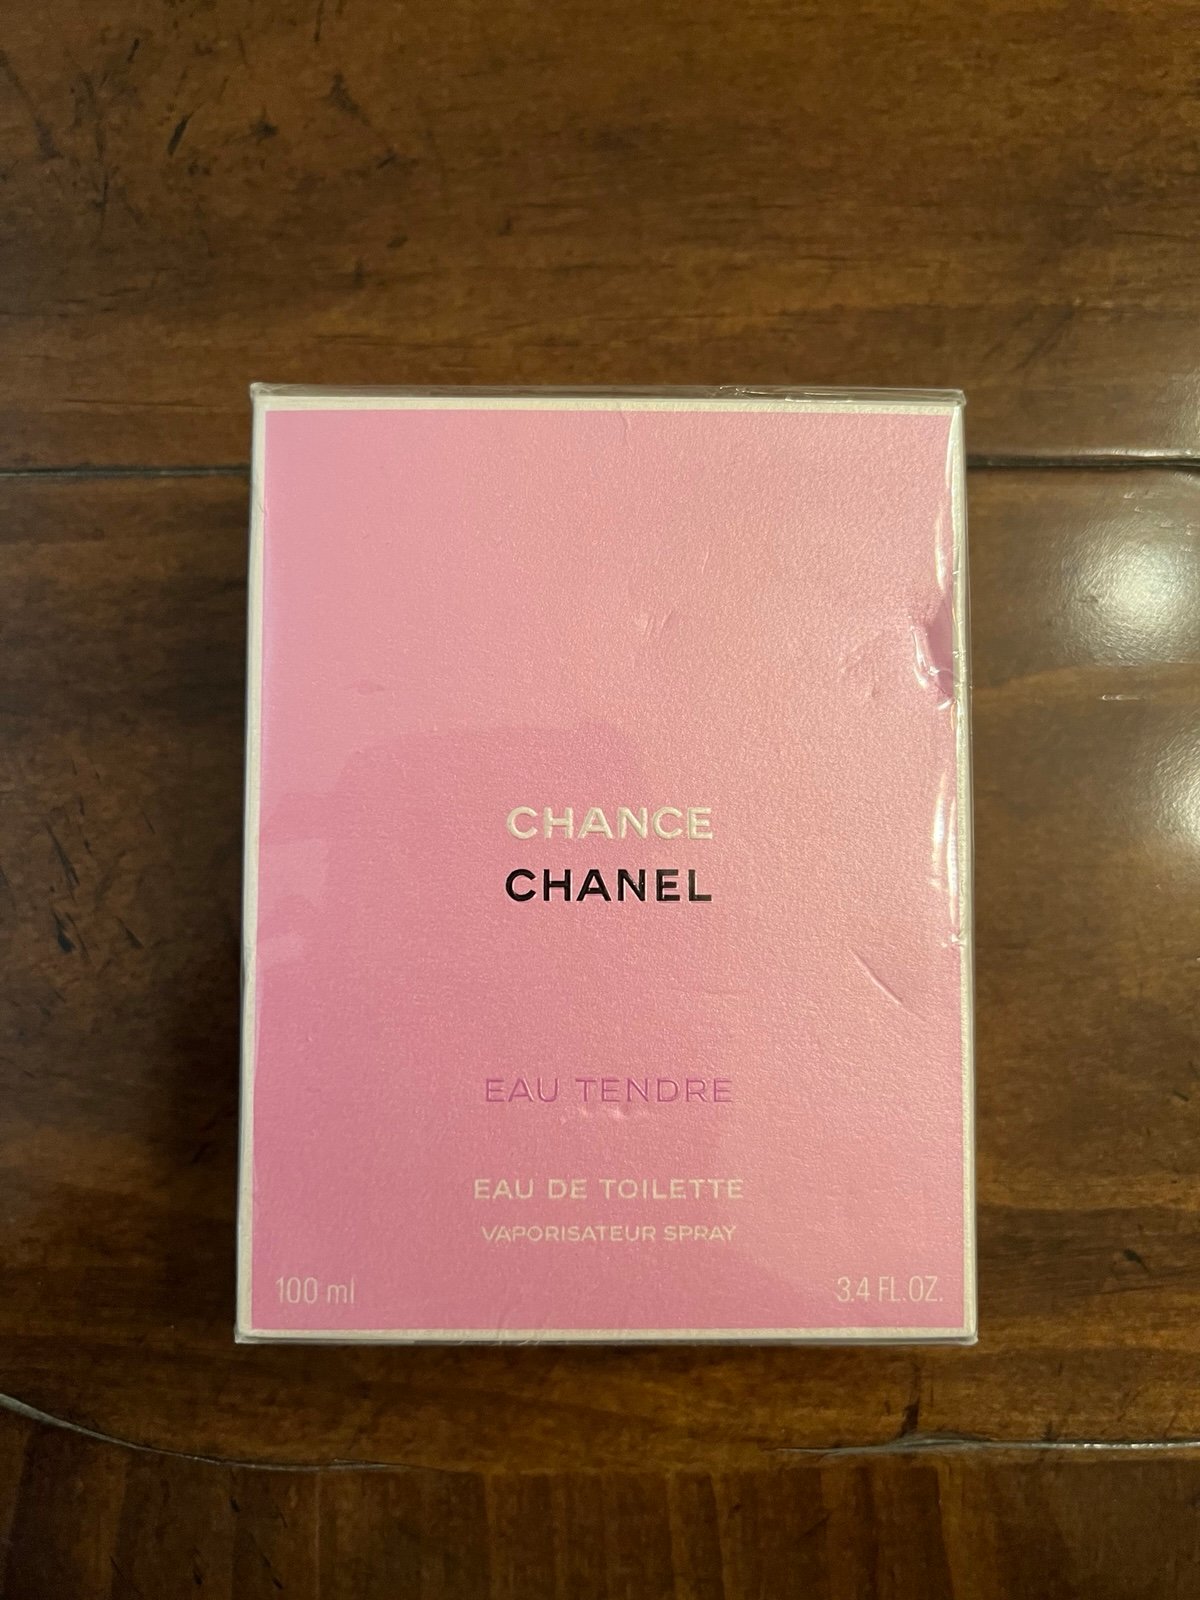 CHANCE
CHANEL
EAU TENDRE
EAU DE TOILETTE
VAPORISATEUR SPRAY
100 ml 3.4 FL.OZ.